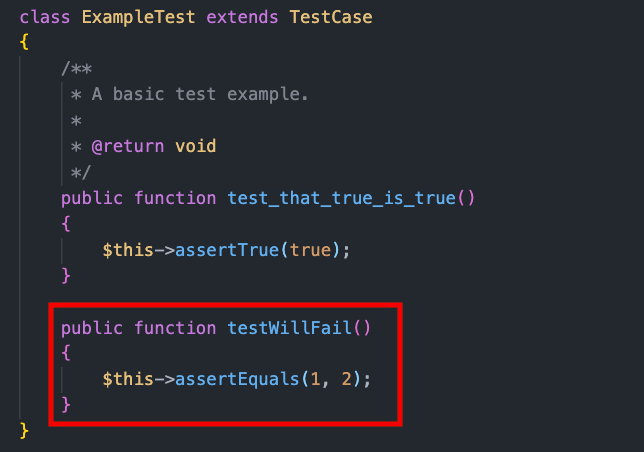 class ExampleTest extends TestCase
{
    /**
     * A basic test example.
     *
     * @return void
     */
    public function test_that_true_is_true()
    {
        $this->assertTrue(true);
    }

    public function testWillFail()
    {
        $this->assertEquals(1, 2);
    }
}